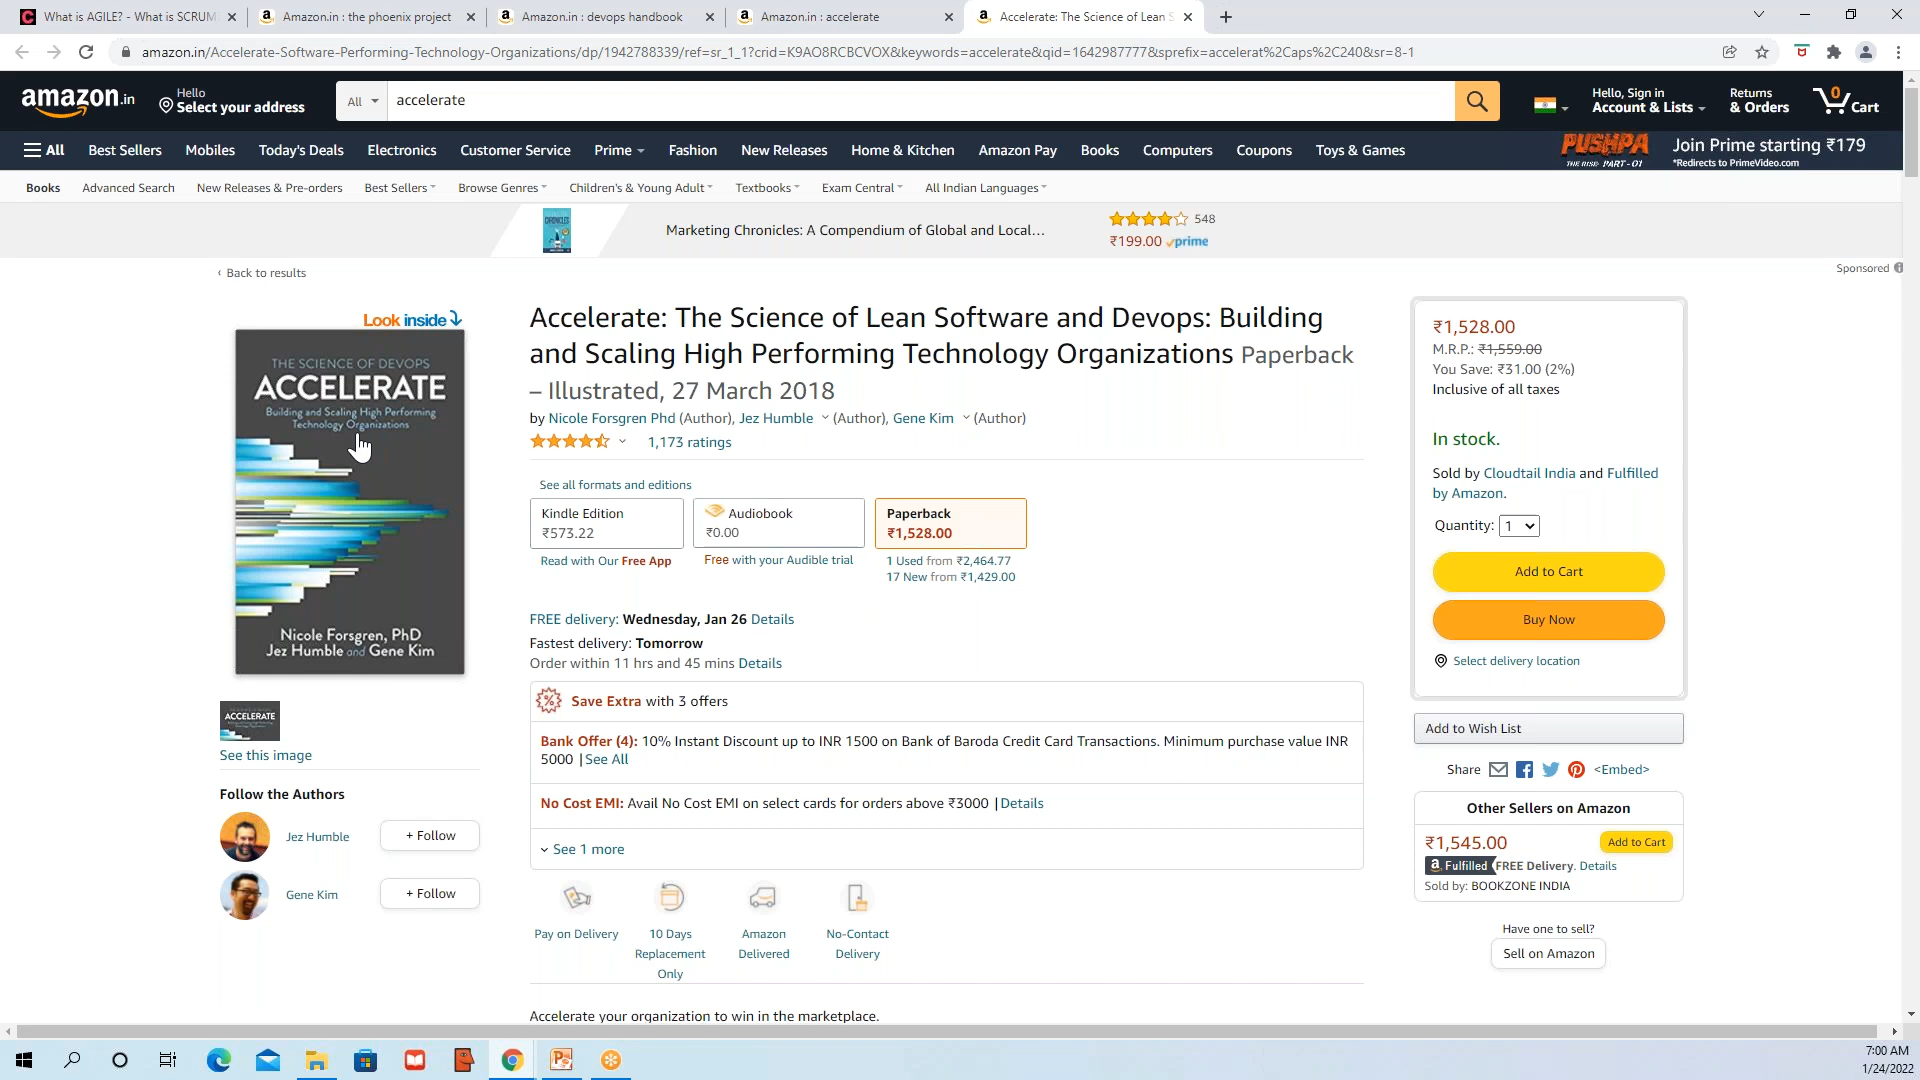 What is AGILE? - What is SCRUM
Amazon.in : the phoenix project
Amazon.in : devops handbook
Amazon.in : accelerate
Accelerate: The Science of Lean S
amazon.in/Accelerate-Software-Performing-Technology-Organizations/dp/1942788339/ref=sr_1_1?crid=K9AO8RCBCVOX&keywords=accelerate&qid=1642987777&sprefix=accelerat%2Caps%2C240&sr=8-1
amazon.in
Hello
Select your address
All
accelerate
Hello, Sign in
Account & Lists
Returns
& Orders
0
Cart
All Best Sellers Mobiles Today's Deals Electronics Customer Service Prime Fashion New Releases Home & Kitchen Amazon Pay Books Computers Coupons Toys & Games
PUSHPA
THE RISE - PART-01
Join Prime starting ₹179
*Redirects to PrimeVideo.com
Books Advanced Search New Releases & Pre-orders Best Sellers Browse Genres Children's & Young Adult Textbooks Exam Central All Indian Languages
CHRONICLES
Marketing Chronicles: A Compendium of Global and Local...
548
₹199.00 prime
Sponsored
‹ Back to results
Look inside
THE SCIENCE OF DEVOPS
ACCELERATE
Building and Scaling High Performing
Technology Organizations
Nicole Forsgren, PhD
Jez Humble and Gene Kim
ACCELERATE
See this image
Follow the Authors
Jez Humble
+ Follow
Gene Kim
+ Follow
Accelerate: The Science of Lean Software and Devops: Building
and Scaling High Performing Technology Organizations Paperback
– Illustrated, 27 March 2018
by Nicole Forsgren Phd (Author), Jez Humble (Author), Gene Kim (Author)
1,173 ratings
See all formats and editions
Kindle Edition
₹573.22
Read with Our Free App
Audiobook
₹0.00
Free with your Audible trial
Paperback
₹1,528.00
1 Used from ₹2,464.77
17 New from ₹1,429.00
FREE delivery: Wednesday, Jan 26 Details
Fastest delivery: Tomorrow
Order within 11 hrs and 45 mins Details
Save Extra with 3 offers
Bank Offer (4): 10% Instant Discount up to INR 1500 on Bank of Baroda Credit Card Transactions. Minimum purchase value INR
5000 | See All
No Cost EMI: Avail No Cost EMI on select cards for orders above ₹3000 | Details
See 1 more
Pay on Delivery
10 Days
Replacement
Only
Amazon
Delivered
No-Contact
Delivery
Accelerate your organization to win in the marketplace.
₹1,528.00
M.R.P.: ₹1,559.00
You Save: ₹31.00 (2%)
Inclusive of all taxes
In stock.
Sold by Cloudtail India and Fulfilled
by Amazon.
Quantity: 1
Add to Cart
Buy Now
Select delivery location
Add to Wish List
Share <Embed>
Other Sellers on Amazon
₹1,545.00
Add to Cart
a Fulfilled FREE Delivery. Details
Sold by: BOOKZONE INDIA
Have one to sell?
Sell on Amazon
7:00 AM
1/24/2022